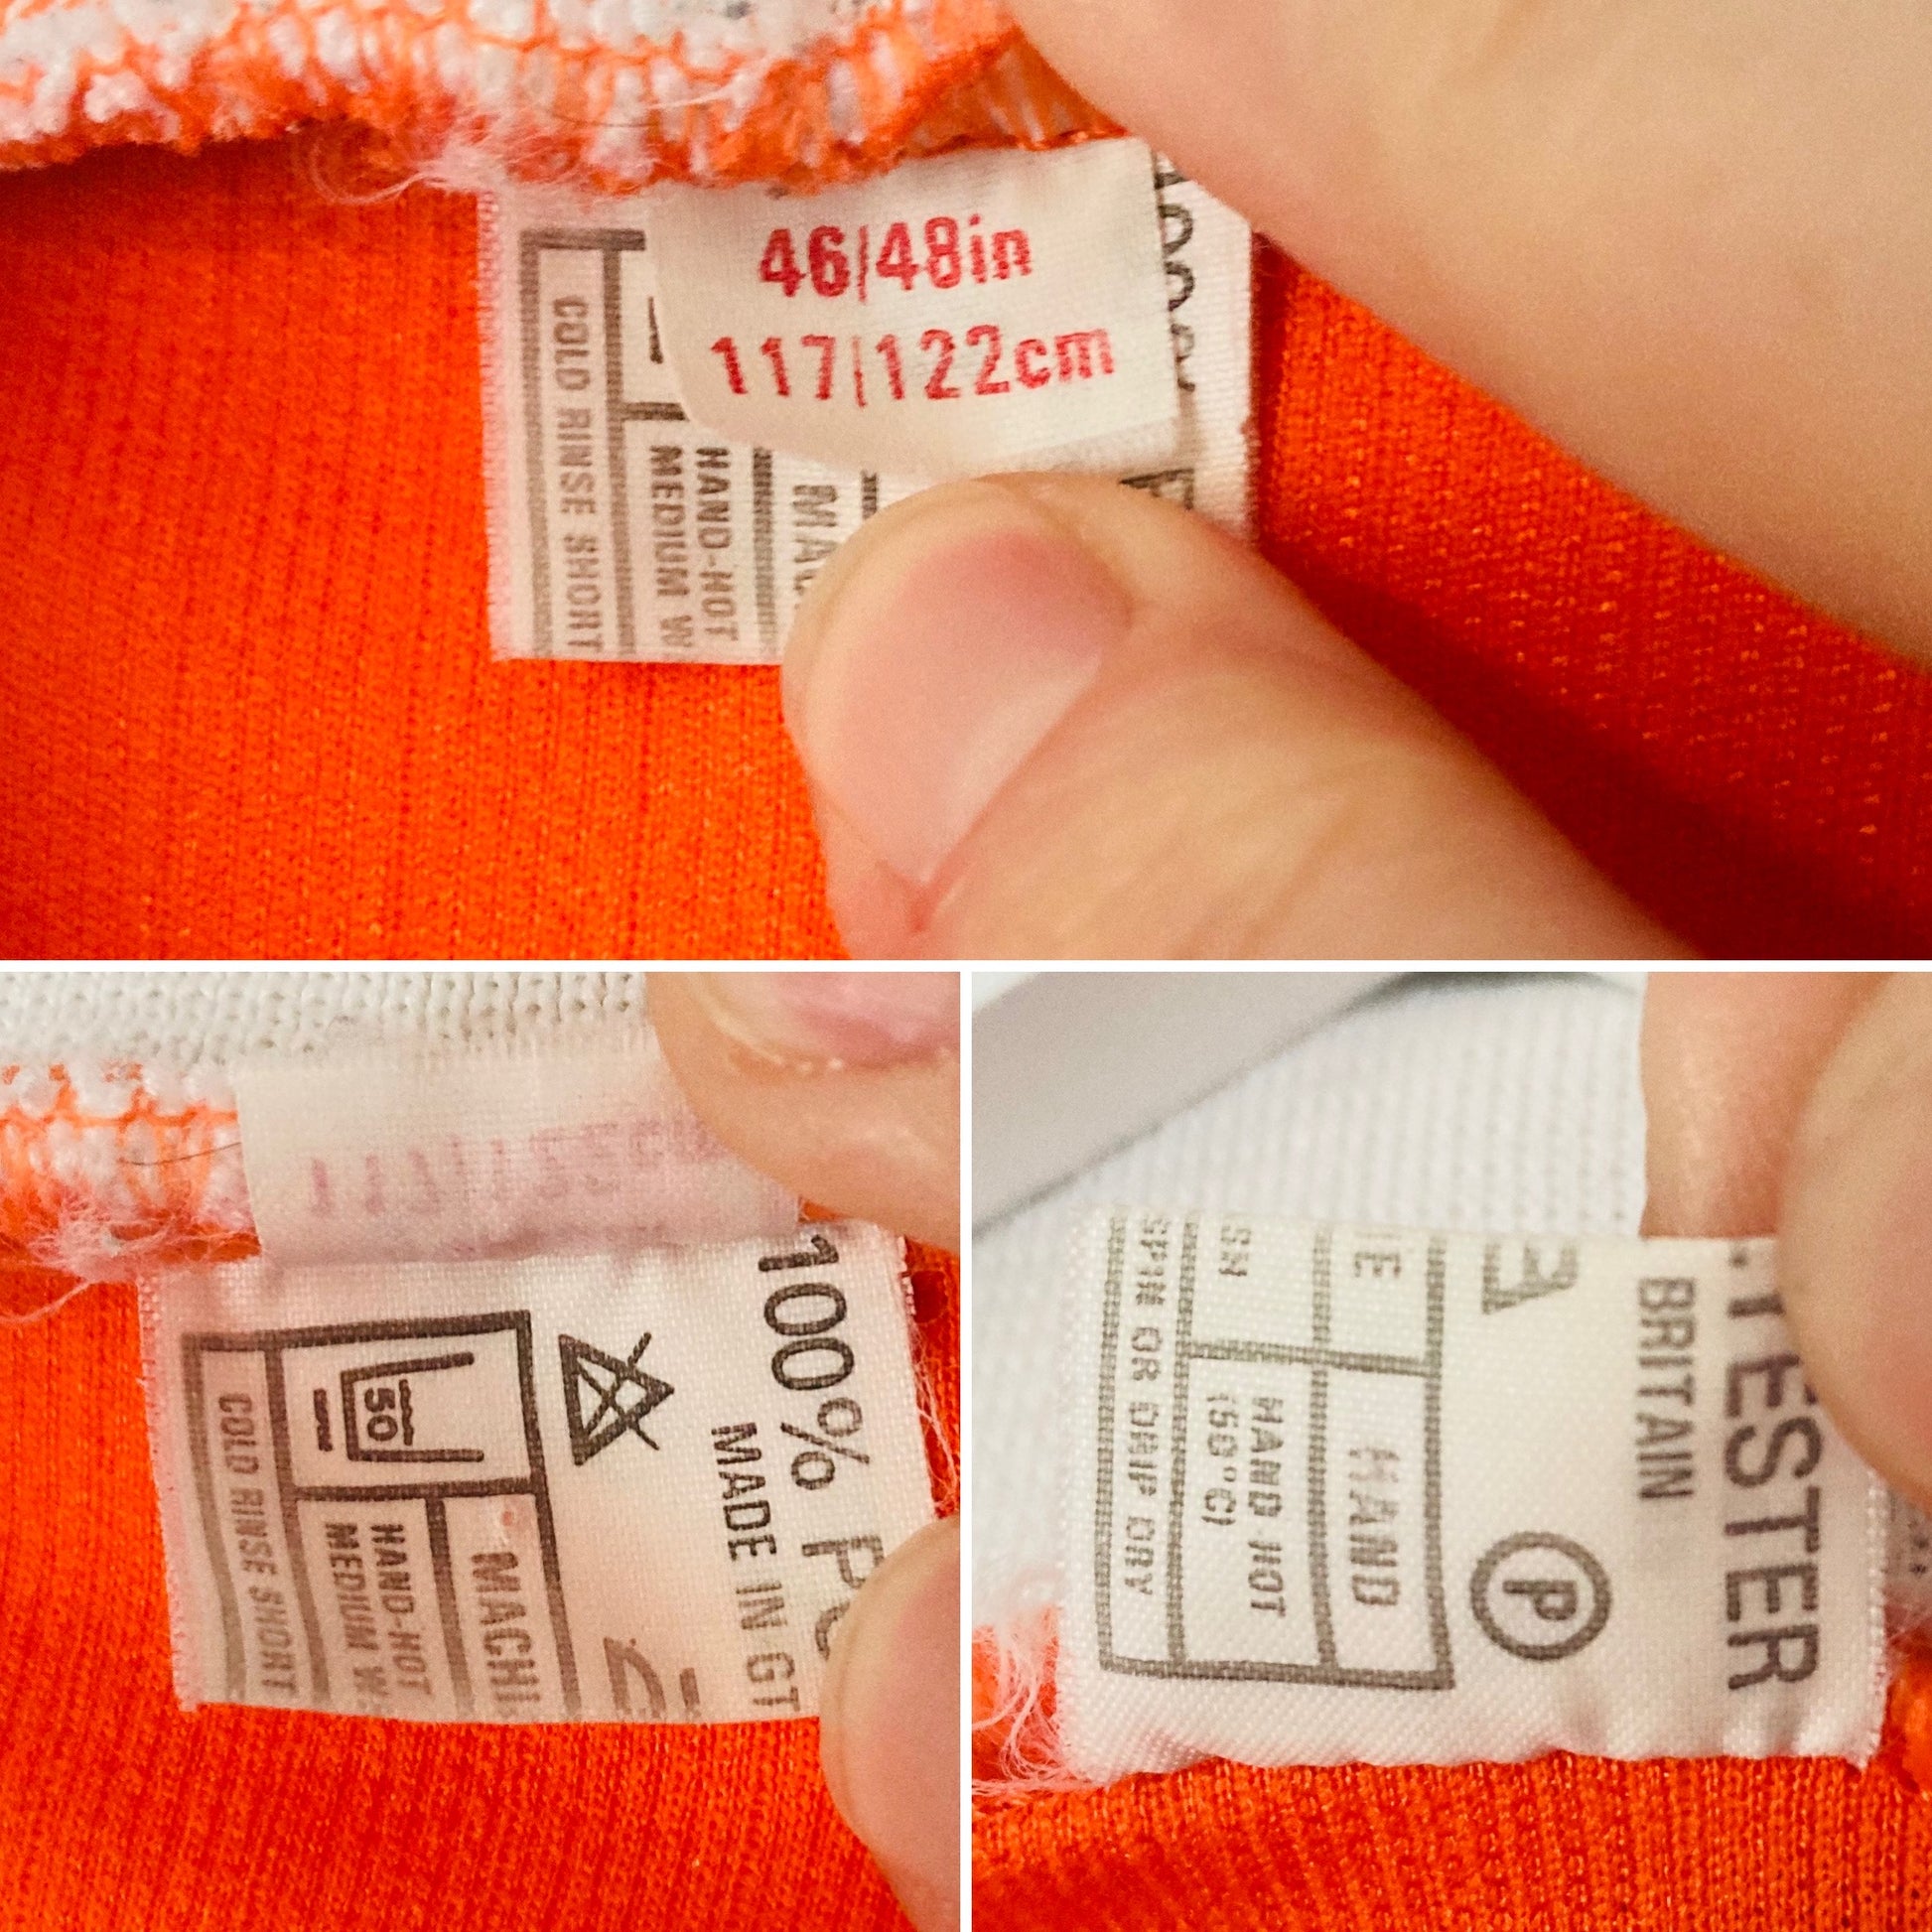 46/48in
117/122cm
HAND-HOT
MEDIUM W
COLD RINSE SHORT
100% PO
MADE IN GT
50
MACHI
HAND-HOT
MEDIUM W
COLD RINSE SHORT
.YESTER
BRITAIN
P
HAND
HAND HOT
(50°C)
SPIN OR DRIP DRY